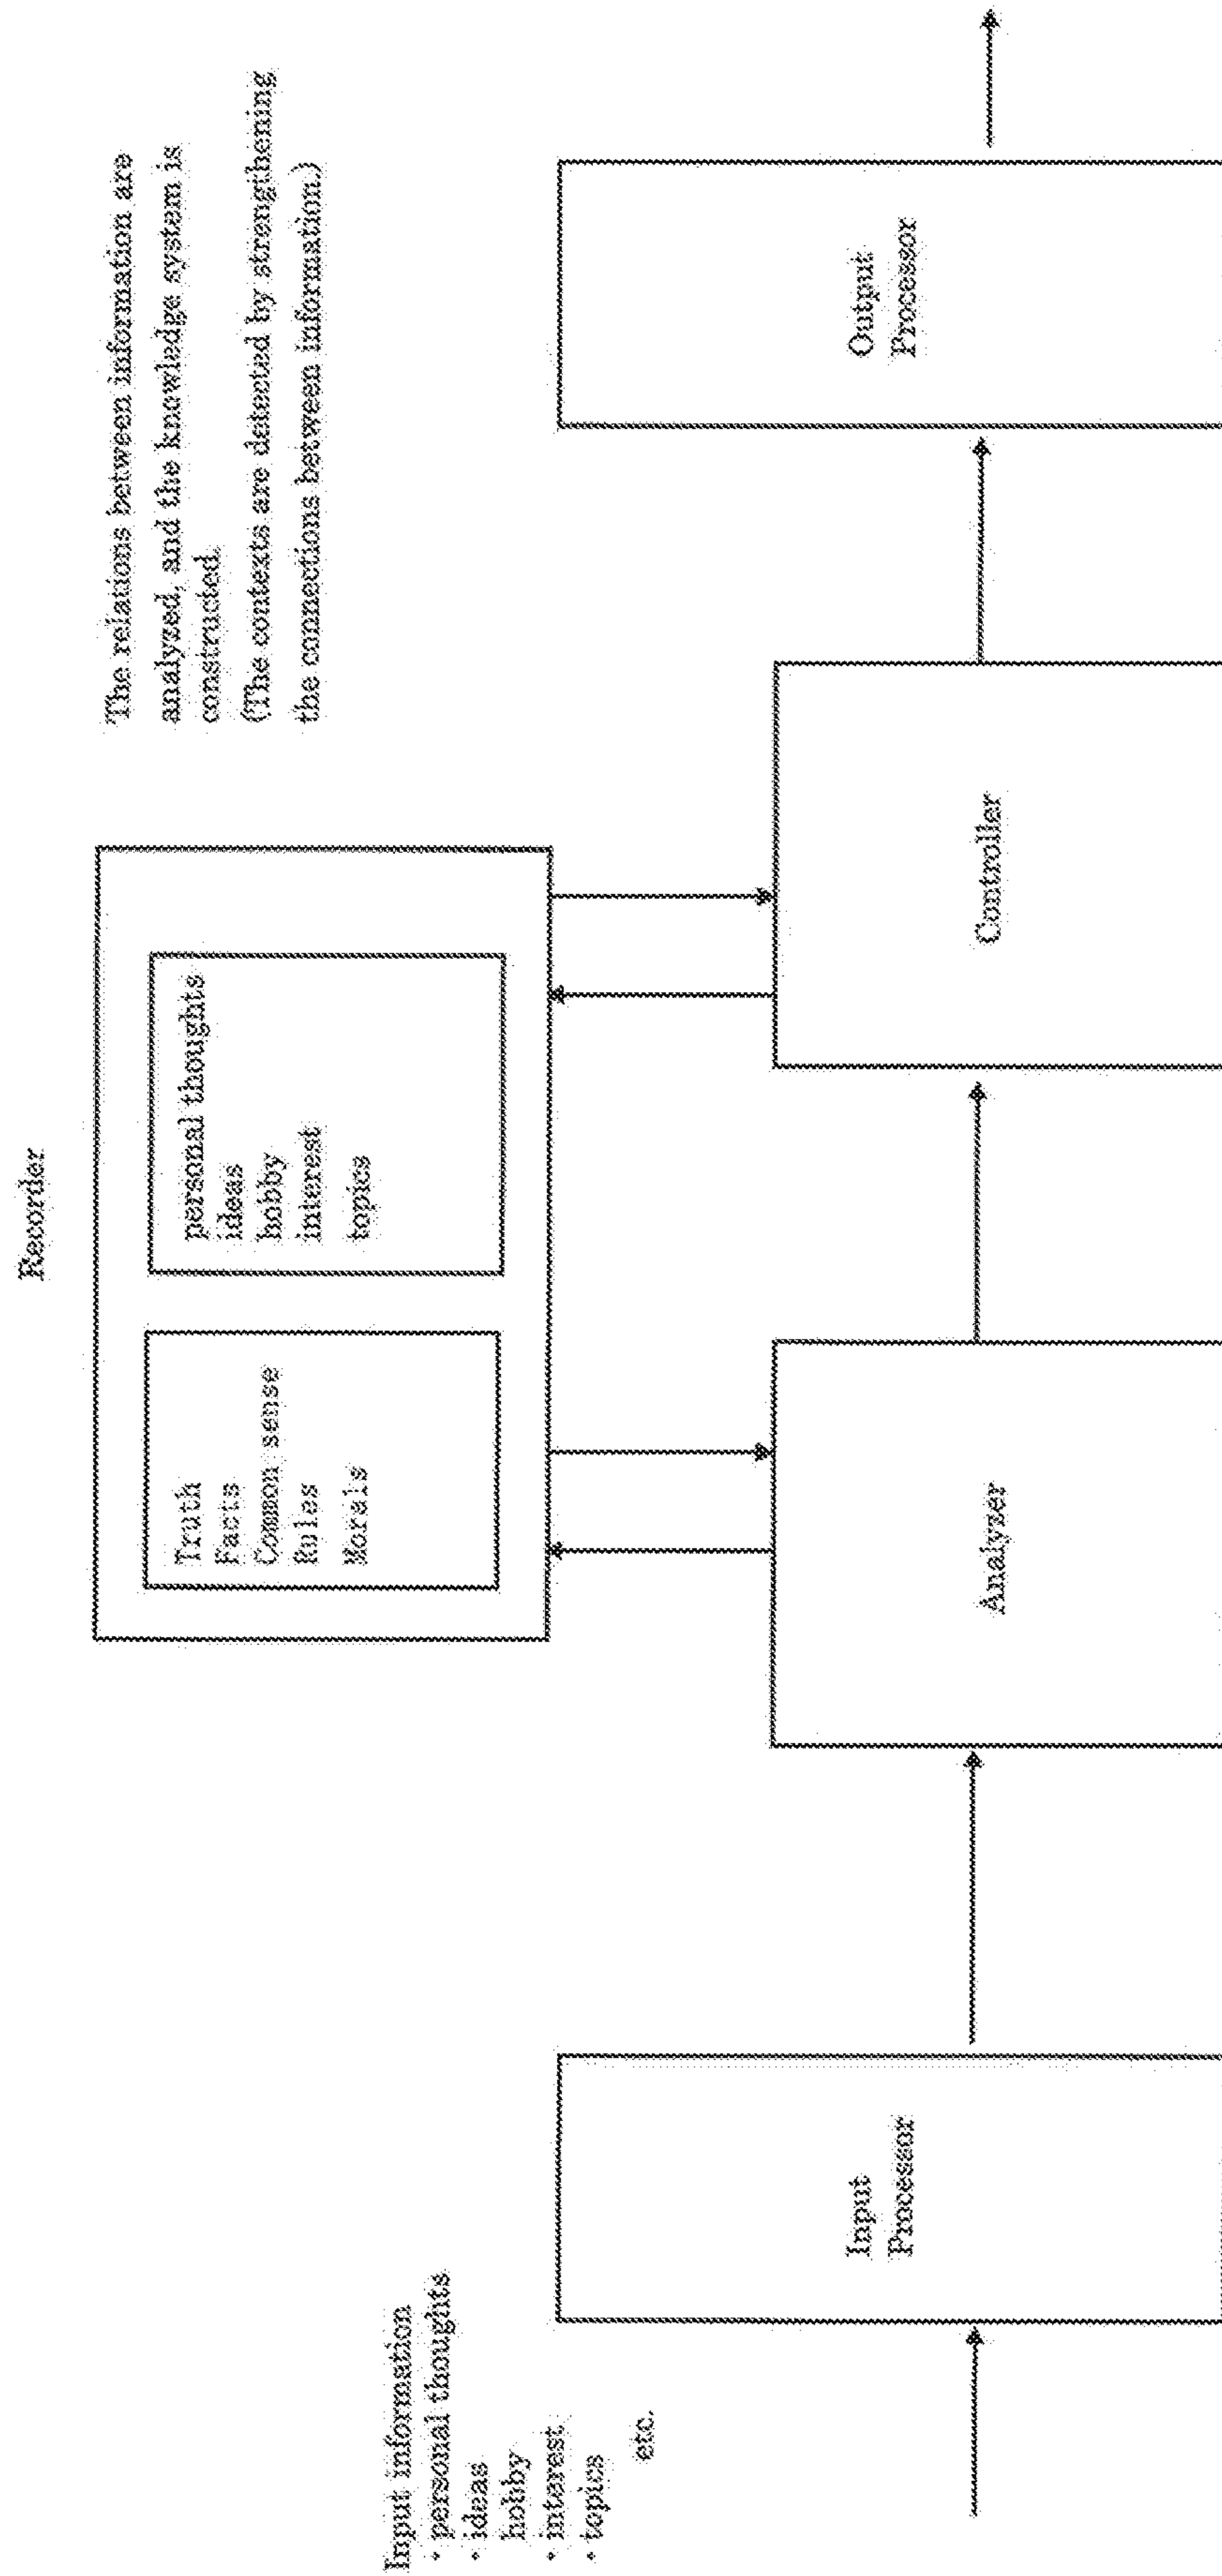 Recorder
The relations between information are
analyzed, and the knowledge system is
constructed.
(The contexts are detected by strengthening
the connections between information.)
Truth
Facts
Common sense
Rules
Morals
personal thoughts
ideas
hobby
interest
topics
Input information
・personal thoughts
・ideas
hobby
・interest
・topics
etc.
Input
Processor
Analyzer
Controller
Output
Processor